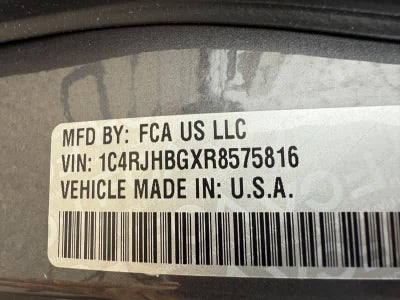 MFD BY: FCA US LLC
VIN: 1C4RJHBGXR8575816
VEHICLE MADE IN: U.S.A.